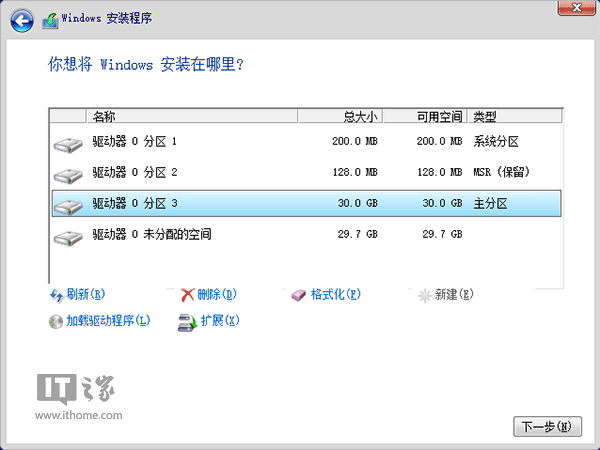 Windows 安装程序
你想将 Windows 安装在哪里?
名称 总大小 可用空间 类型
驱动器 0 分区 1 200.0 MB 200.0 MB 系统分区
驱动器 0 分区 2 128.0 MB 128.0 MB MSR (保留)
驱动器 0 分区 3 30.0 GB 30.0 GB 主分区
驱动器 0 未分配的空间 29.7 GB 29.7 GB
刷新(R) 删除(D) 格式化(F) 新建(E)
加载驱动程序(L) 扩展(X)
IT之家
www.ithome.com
下一步(N)